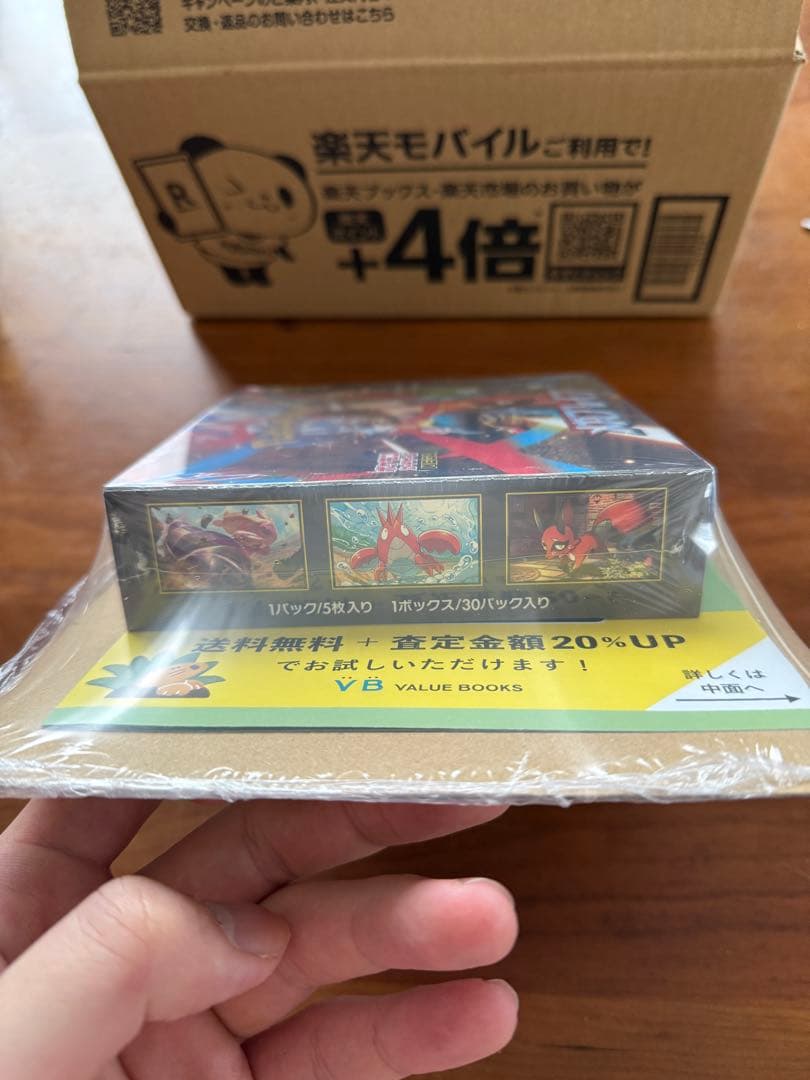 交換・返品のお問い合わせはこちら
R
楽天モバイルご利用で!
楽天ブックス・楽天市場のお買い物が
+4倍
1パック/5枚入り 1ボックス/30パック入り
送料無料 + 査定金額20%UP
でお試しいただけます!
VB VALUE BOOKS
詳しくは
中面へ